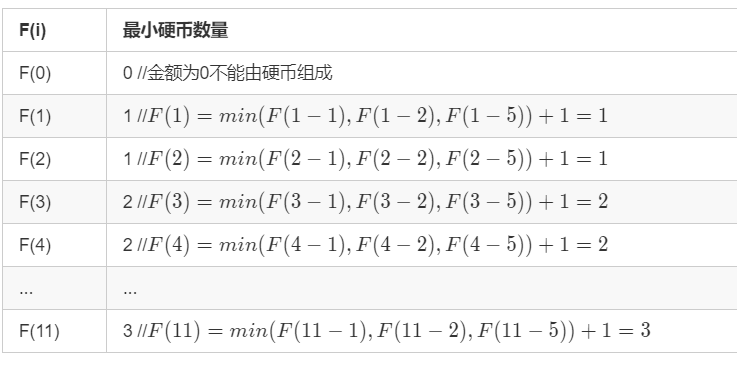 F(i) 最小硬币数量
F(0) 0 //金额为0不能由硬币组成
F(1) 1 //F(1) = min(F(1 − 1), F(1 − 2), F(1 − 5)) + 1 = 1
F(2) 1 //F(2) = min(F(2 − 1), F(2 − 2), F(2 − 5)) + 1 = 1
F(3) 2 //F(3) = min(F(3 − 1), F(3 − 2), F(3 − 5)) + 1 = 2
F(4) 2 //F(4) = min(F(4 − 1), F(4 − 2), F(4 − 5)) + 1 = 2
... ...
F(11) 3 //F(11) = min(F(11 − 1), F(11 − 2), F(11 − 5)) + 1 = 3